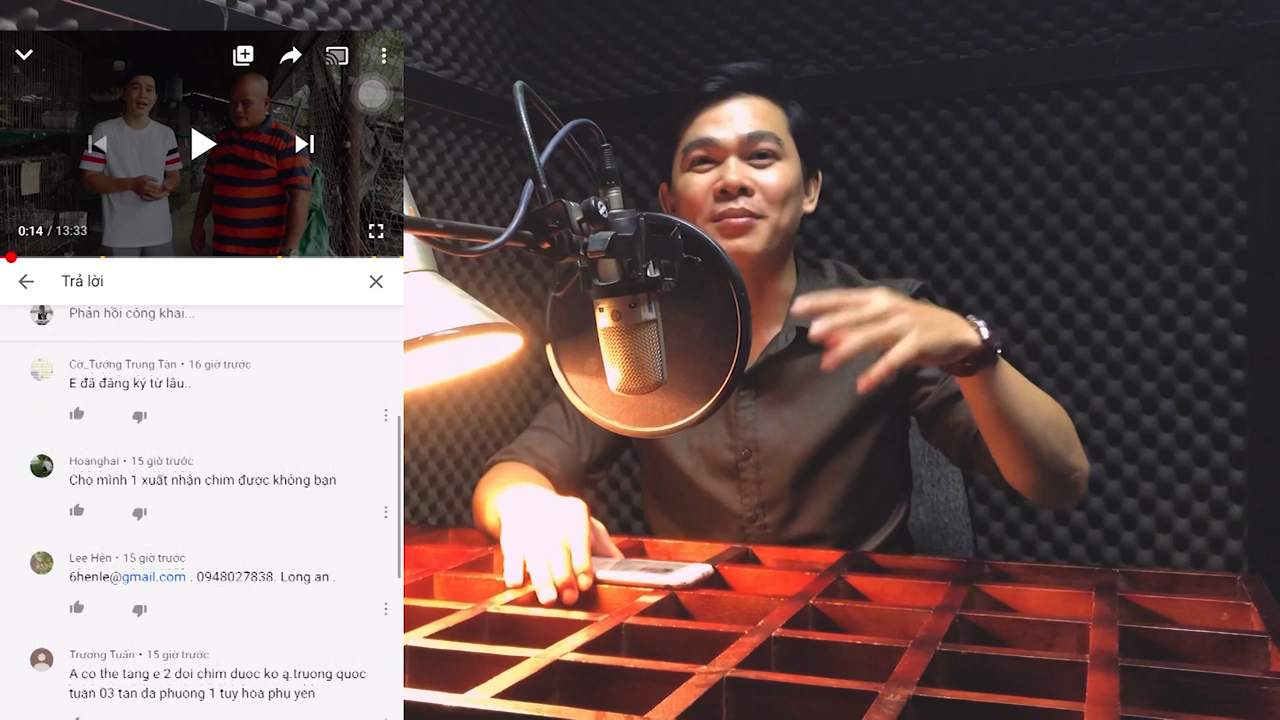 0:14 / 13:33
Trả lời
Phản hồi công khai...
Cờ_Tướng Trung Tàn • 16 giờ trước
E đã đăng ký từ lâu..
Hoanghai • 15 giờ trước
Cho mình 1 xuất nhận chim được không bạn
Lee Hên • 15 giờ trước
6henle@gmail.com . 0948027838. Long an .
Trương Tuấn • 15 giờ trước
A co the tang e 2 doi chim duoc ko ạ.truong quoc
tuan 03 tan da phuong 1 tuy hoa phu yên